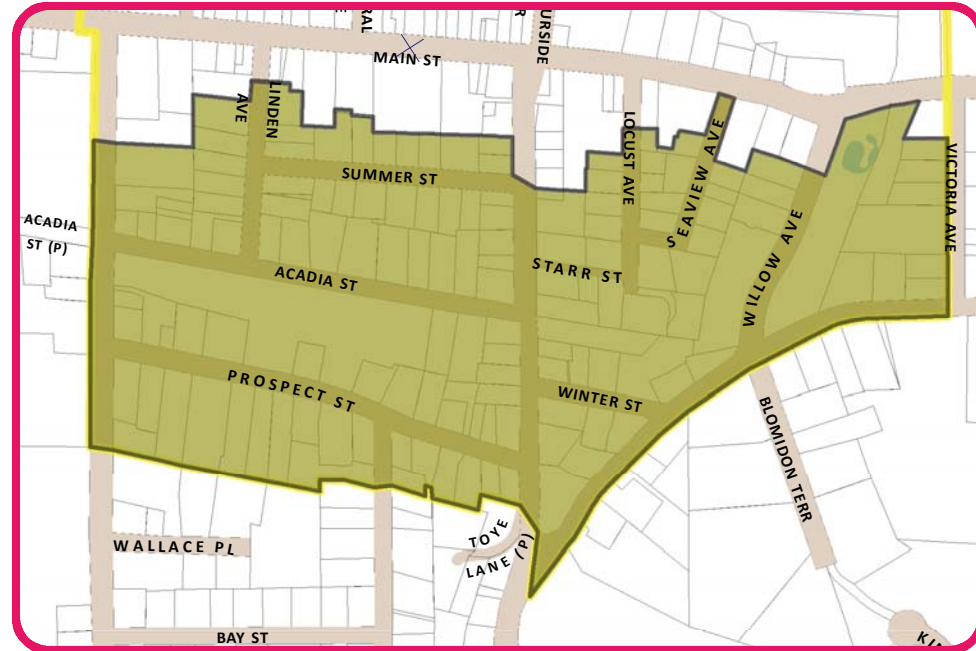 MAIN ST
LINDEN
AVE
LOCUST AVE
SEAVIEW AVE
SUMMER ST
VICTORIA AVE
ACADIA
ST (P)
WILLOW AVE
STARR ST
ACADIA ST
PROSPECT ST
WINTER ST
BLOMIDON TERR
TOYE
LANE (P)
WALLACE PL
BAY ST